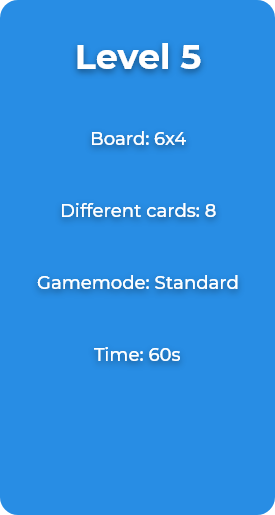 Level 5
Board: 6x4
Different cards: 8
Gamemode: Standard
Time: 60s